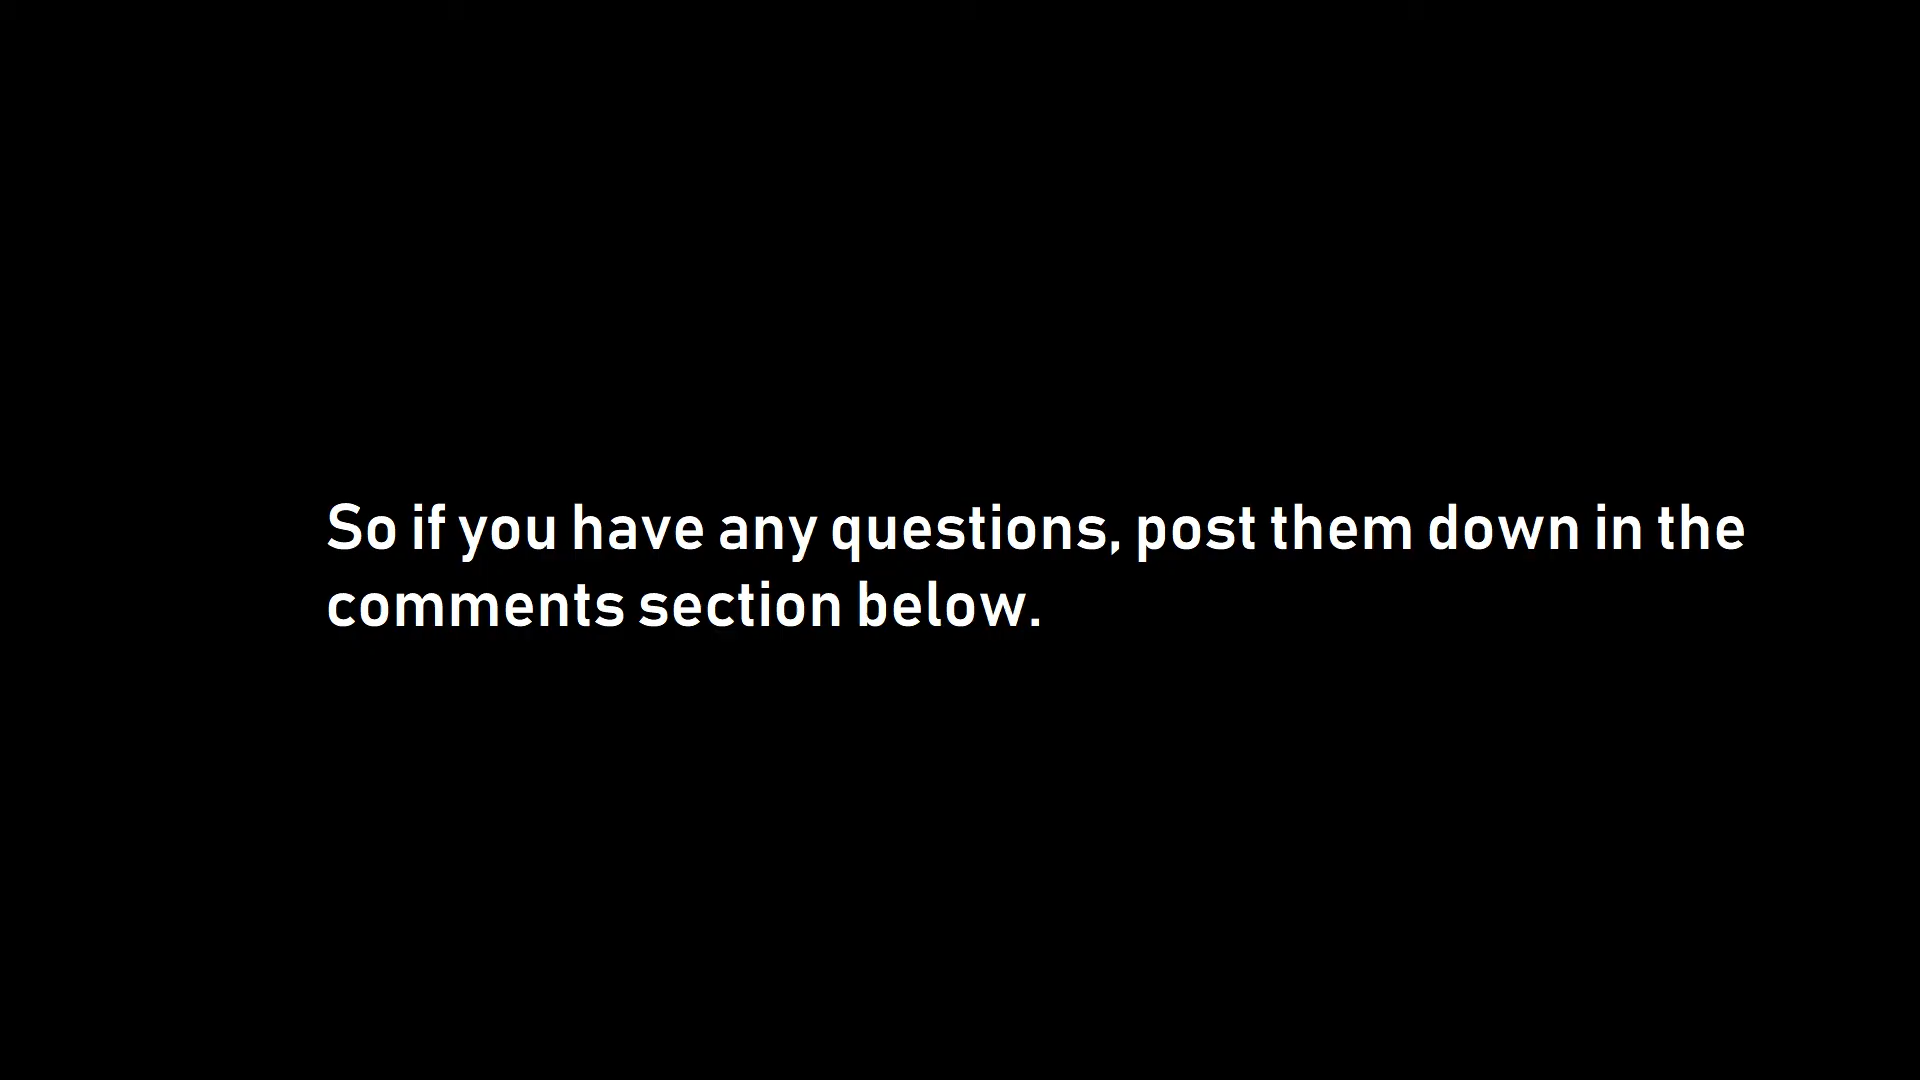 So if you have any questions, post them down in the
comments section below.